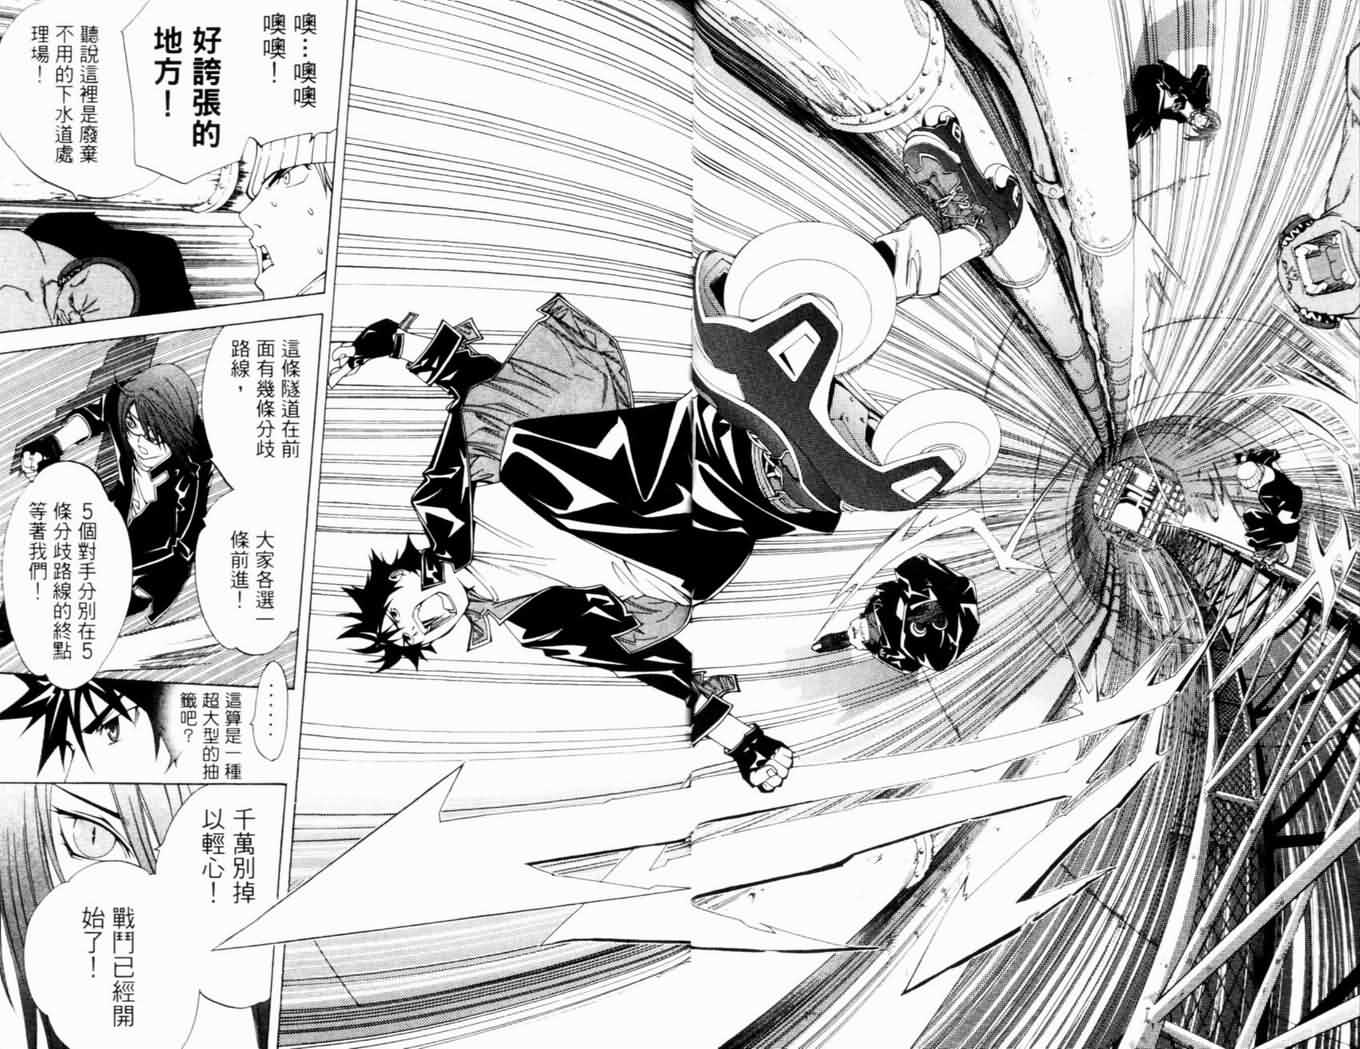 噢…噢噢
噢噢！
好誇張的
地方！
聽說這裡是廢棄
不用的下水道處
理場！
這條隧道在前
面有幾條分歧
路線，
大家各選一
條前進！
5個對手分別在5
條分歧路線的終點
等著我們！
……
這算是一種
超大型的抽
籤吧？
千萬別掉
以輕心！
戰鬥已經開
始了！